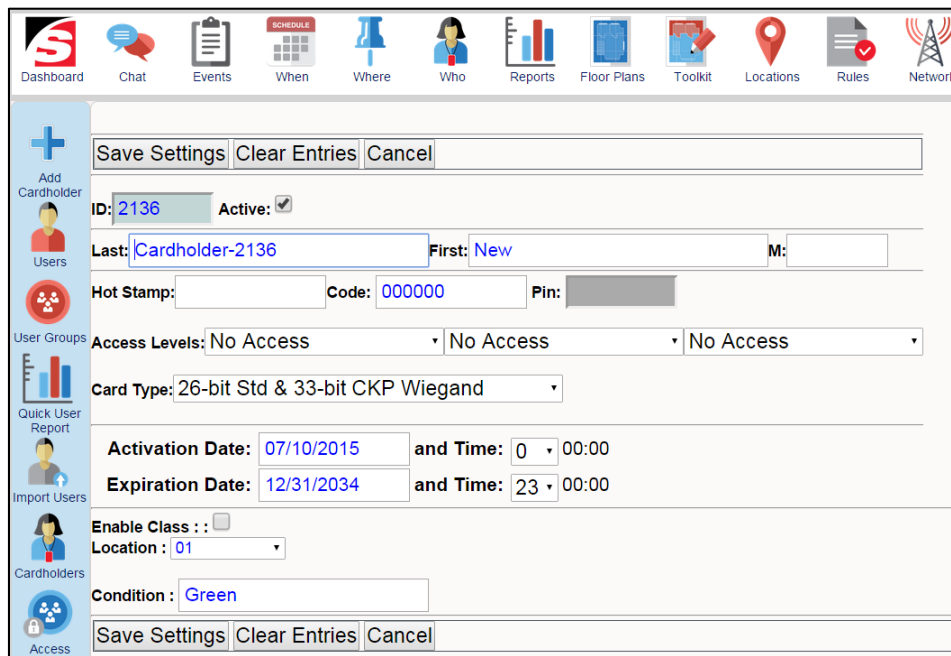 SCHEDULE
Dashboard Chat Events When Where Who Reports Floor Plans Toolkit Locations Rules Network
Add
Cardholder
Users
User Groups
Quick User
Report
Import Users
Cardholders
Access
Save Settings Clear Entries Cancel
ID: 2136 Active:
Last: Cardholder-2136 First: New M:
Hot Stamp: Code: 000000 Pin:
Access Levels: No Access No Access No Access
Card Type: 26-bit Std & 33-bit CKP Wiegand
Activation Date: 07/10/2015 and Time: 0 00:00
Expiration Date: 12/31/2034 and Time: 23 00:00
Enable Class : :
Location : 01
Condition : Green
Save Settings Clear Entries Cancel